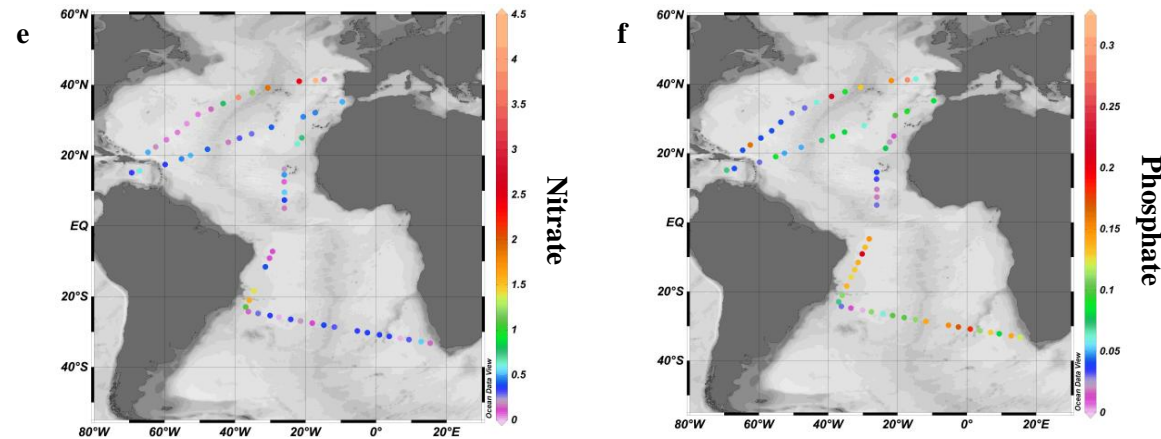 e
60°N
40°N
20°N
EQ
20°S
40°S
80°W
60°W
40°W
20°W
0°
20°E
Ocean Data View
4.5
4
3.5
3
2.5
2
1.5
1
0.5
0
Nitrate
f
60°N
40°N
20°N
EQ
20°S
40°S
80°W
60°W
40°W
20°W
0°
20°E
Ocean Data View
0.3
0.25
0.2
0.15
0.1
0.05
0
Phosphate